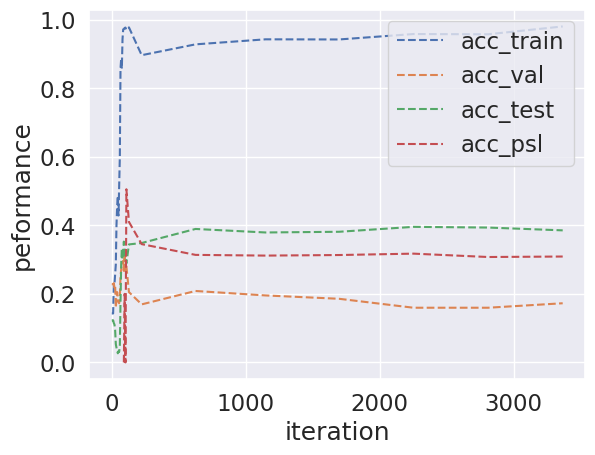 1.0
0.8
0.6
0.4
0.2
0.0
peformance
acc_train
acc_val
acc_test
acc_psl
0 1000 2000 3000
iteration